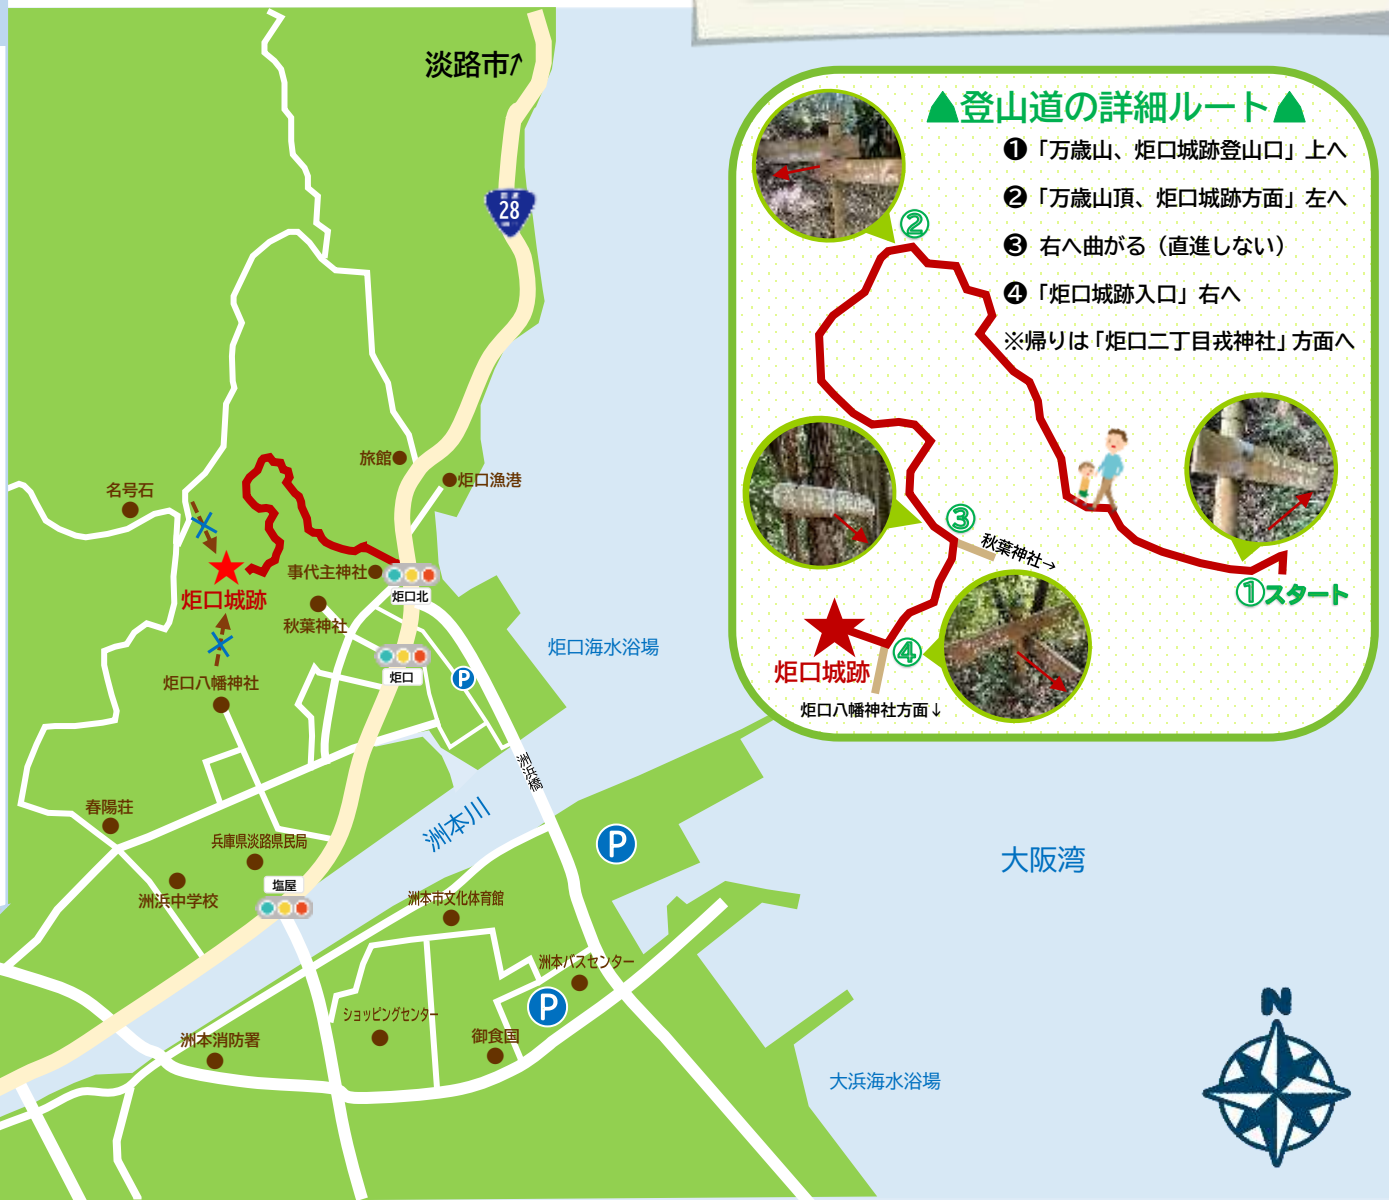 淡路市↑
28
旅館
炬口漁港
名号石
事代主神社
炬口城跡
炬口北
秋葉神社
炬口海水浴場
炬口
P
炬口八幡神社
洲浜橋
洲本川
春陽荘
兵庫県淡路県民局
P
塩屋
洲浜中学校
洲本市文化体育館
洲本バスセンター
P
ショッピングセンター
御食国
洲本消防署
大阪湾
大浜海水浴場
N
▲登山道の詳細ルート▲
❶「万歳山、炬口城跡登山口」上へ
❷「万歳山頂、炬口城跡方面」左へ
❸ 右へ曲がる（直進しない）
❹「炬口城跡入口」右へ
※帰りは「炬口二丁目戎神社」方面へ
②
③
秋葉神社→
①スタート
④
炬口城跡
炬口八幡神社方面↓